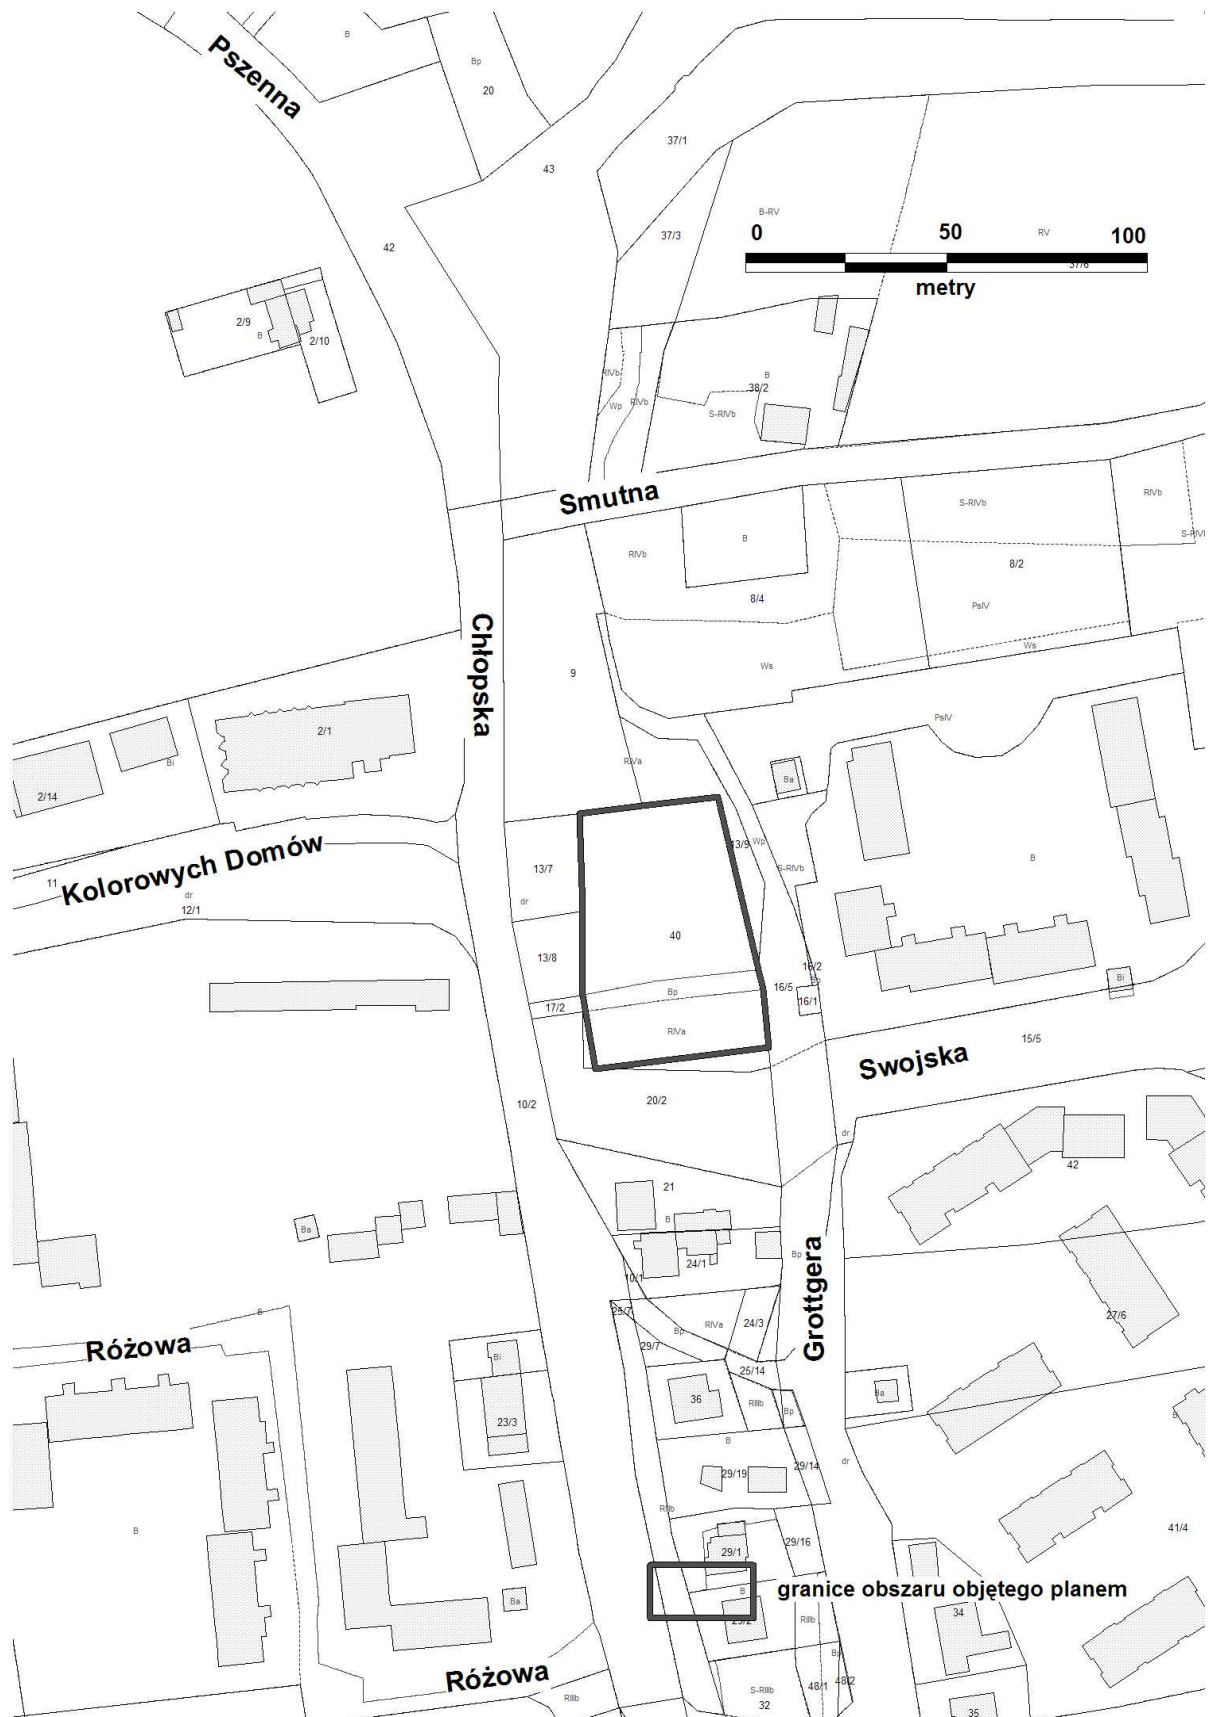 Pszenna
B
Bp
20
37/1
43
B-RV
42
37/3
RV
0
50
100
37/6
metry
2/9
B
2/10
RIVb
B
38/2
Wp
RIVb
S-RIVb
Smutna
S-RIVb
RIVb
B
RIVb
8/2
8/4
PsIV
Chłopska
Ws
Ws
9
2/1
PsIV
Bi
RIVa
Ba
2/14
Kolorowych Domów
13/9
Wp
B
13/7
S-RIVb
11
dr
dr
12/1
40
13/8
16/2
Bp
Bi
Bp
16/5
16/1
17/2
RIVa
15/5
Swojska
10/2
20/2
dr
42
21
B
Ba
Grottgera
Bp
24/1
10/1
25/7
B
RIVa
24/3
27/6
Różowa
Bp
29/7
Bi
25/14
36
RIIIb
Bp
Ba
23/3
B
B
29/19
29/14
dr
RIIIb
B
29/16
41/4
29/1
B
granice obszaru objętego planem
Ba
34
RIIIb
Bp
Różowa
S-RIIIb
48/1
48/2
RIIIb
32
35